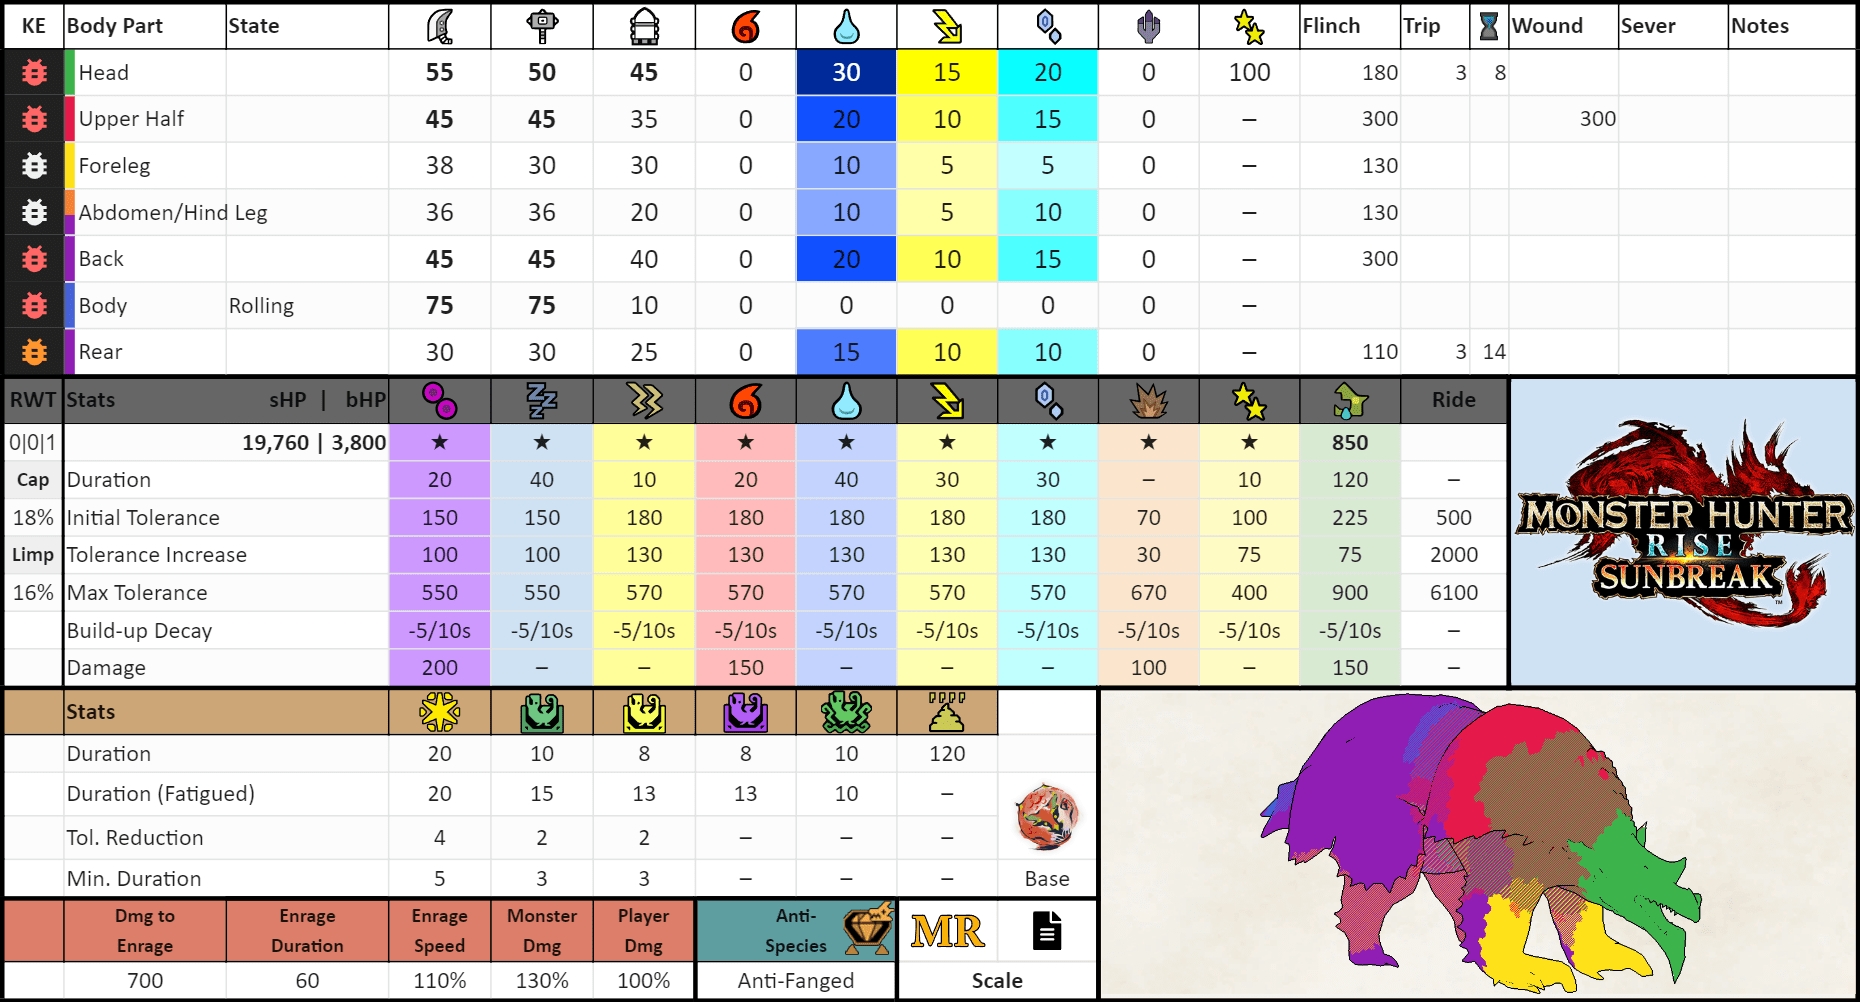 KE Body Part State Flinch Trip Wound Sever Notes
Head 55 50 45 0 30 15 20 0 100 180 3 8
Upper Half 45 45 35 0 20 10 15 0 – 300 300
Foreleg 38 30 30 0 10 5 5 0 – 130
Abdomen/Hind Leg 36 36 20 0 10 5 10 0 – 130
Back 45 45 40 0 20 10 15 0 – 300
Body Rolling 75 75 10 0 0 0 0 0 –
Rear 30 30 25 0 15 10 10 0 – 110 3 14
RWT Stats sHP | bHP Ride
0|0|1 19,760 | 3,800 ★ ★ ★ ★ ★ ★ ★ ★ ★ 850
Cap Duration 20 40 10 20 40 30 30 – 10 120 –
18% Initial Tolerance 150 150 180 180 180 180 180 70 100 225 500
Limp Tolerance Increase 100 100 130 130 130 130 130 30 75 75 2000
16% Max Tolerance 550 550 570 570 570 570 570 670 400 900 6100
Build-up Decay -5/10s -5/10s -5/10s -5/10s -5/10s -5/10s -5/10s -5/10s -5/10s -5/10s –
Damage 200 – – 150 – – – 100 – 150 –
MONSTER HUNTER
RISE
SUNBREAK
™
Stats
Duration 20 10 8 8 10 120
Duration (Fatigued) 20 15 13 13 10 –
Tol. Reduction 4 2 2 – – –
Min. Duration 5 3 3 – – – Base
Dmg to Enrage Enrage Monster Player Anti-
Enrage Duration Speed Dmg Dmg Species
MR
700 60 110% 130% 100% Anti-Fanged Scale